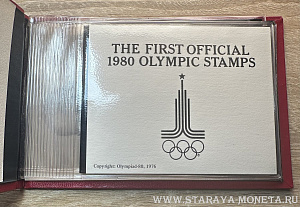 THE FIRST OFFICIAL
1980 OLYMPIC STAMPS
Copyright: Olympiad-80, 1976
WWW.STARAYA-MONETA.RU